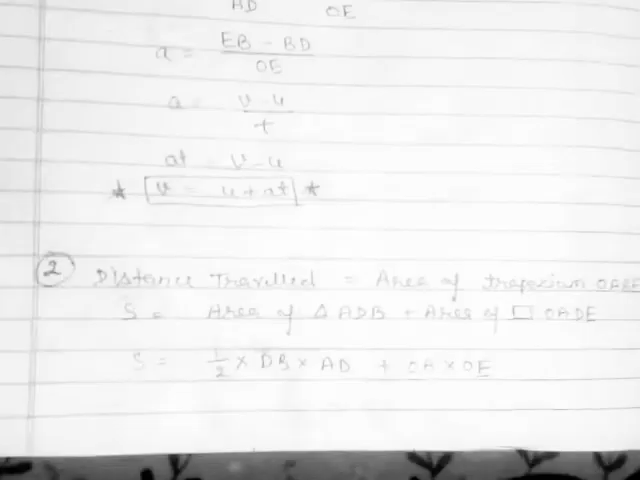 AD OE
a = EB - BD / OE
a = v - u / t
at = v - u
* v = u + at *
② Distance Travelled = Area of trapezium
S = Area of △ ADB + Area of □ OADE
S = 1/2 × DB × AD + OA × OE